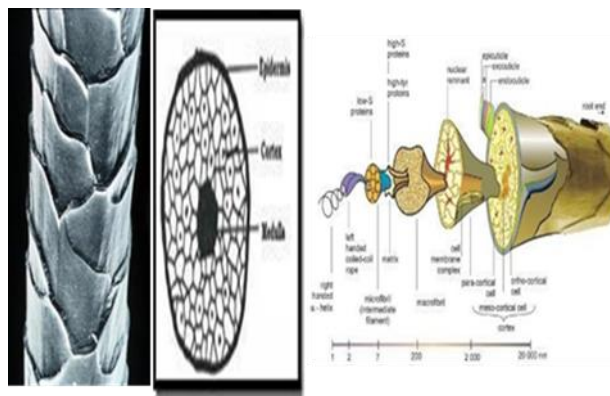 Epidermis
Cortex
Medulla
high-S
proteins
high-tyr
proteins
low-S
proteins
nuclear
remnant
epicuticle
exocuticle
endocuticle
root end
right
handed
α-helix
left
handed
coiled-coil
rope
matrix
microfibril
(intermediate
filament)
macrofibril
cell
membrane
complex
para-cortical
cell
ortho-cortical
cell
meso-cortical cell
cortex
1 2 7 200 2 000 20 000 nm